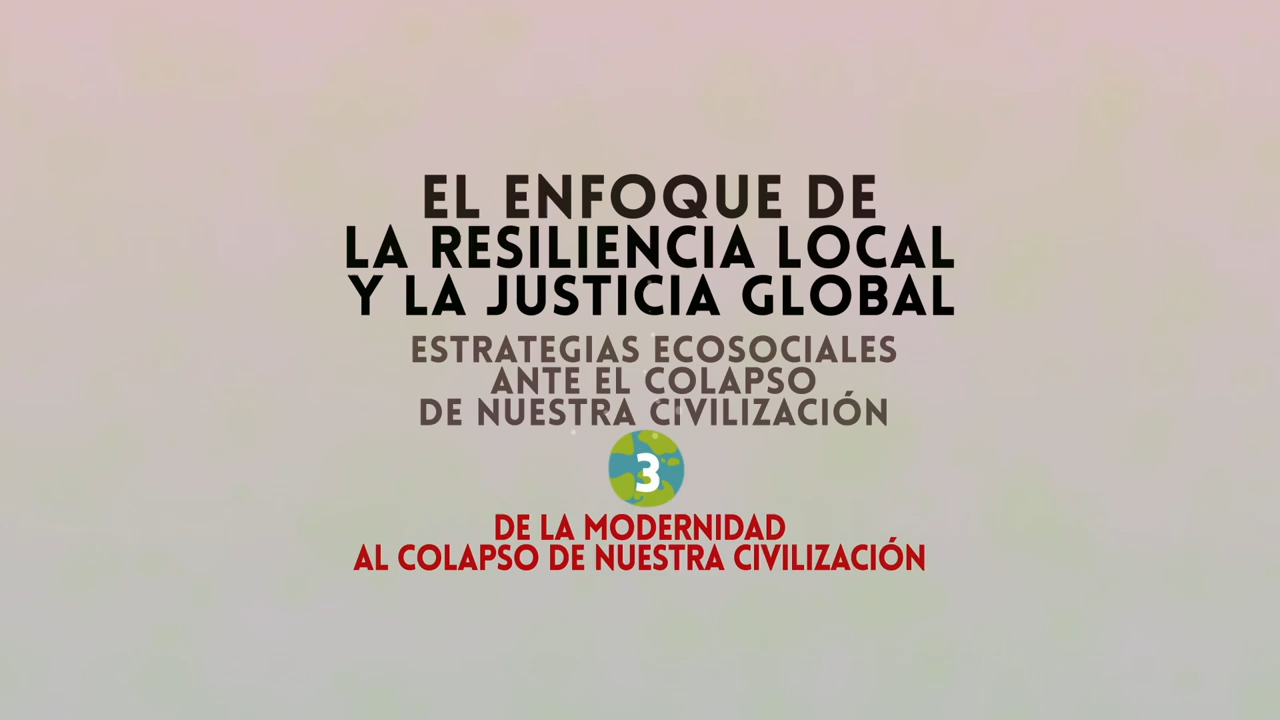 EL ENFOQUE DE
LA RESILIENCIA LOCAL
Y LA JUSTICIA GLOBAL
ESTRATEGIAS ECOSOCIALES
ANTE EL COLAPSO
DE NUESTRA CIVILIZACIÓN
3
DE LA MODERNIDAD
AL COLAPSO DE NUESTRA CIVILIZACIÓN